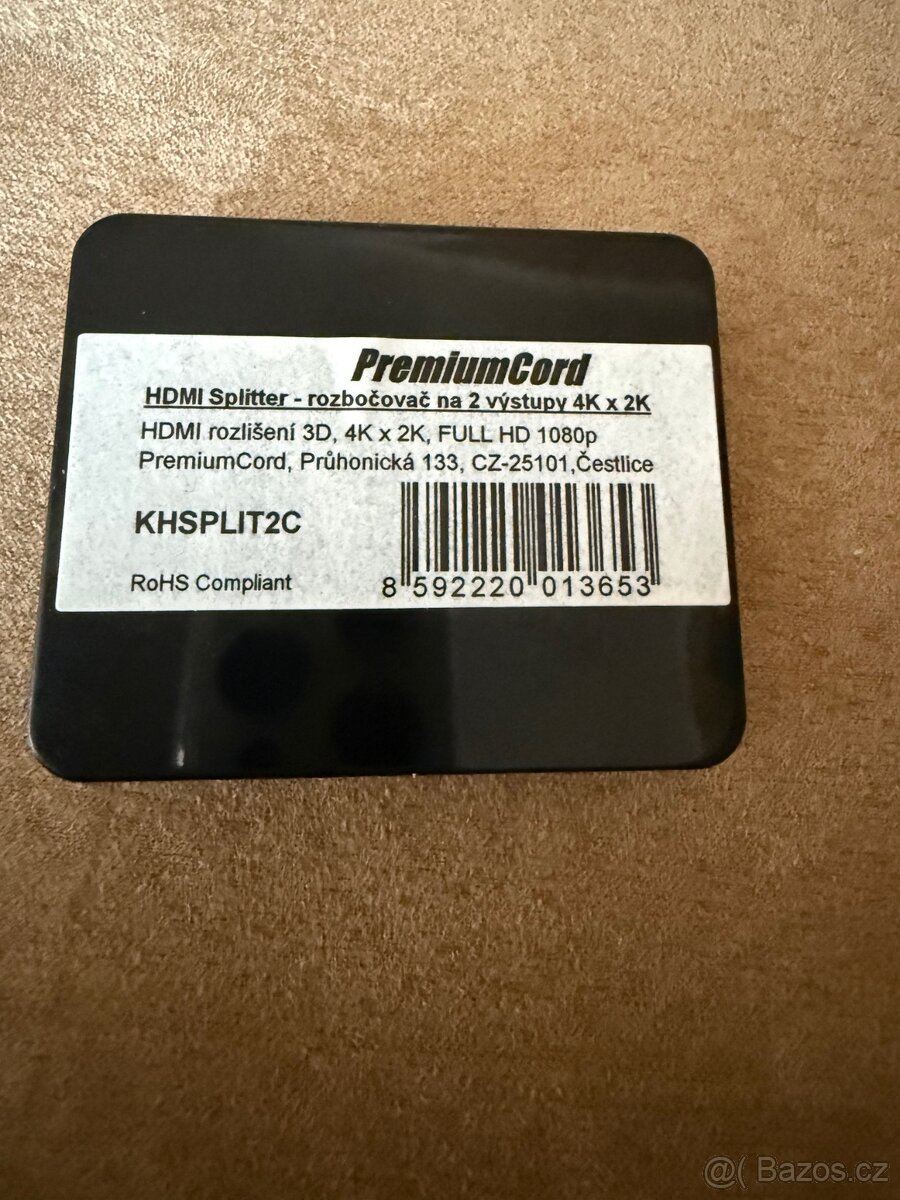 PremiumCord
HDMI Splitter - rozbočovač na 2 výstupy 4K x 2K
HDMI rozlišení 3D, 4K x 2K, FULL HD 1080p
PremiumCord, Průhonická 133, CZ-25101,Čestlice
KHSPLIT2C
RoHS Compliant
8 592220 013653
@( Bazos.cz